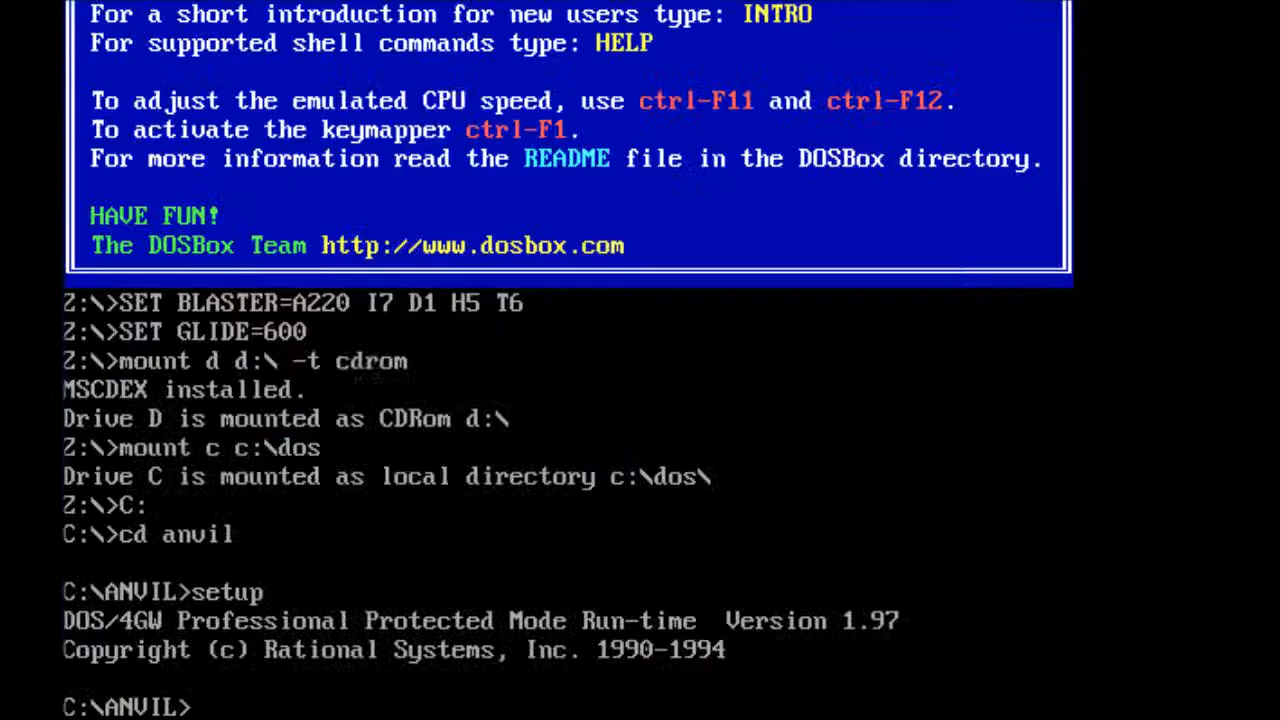 For a short introduction for new users type: INTRO
For supported shell commands type: HELP
To adjust the emulated CPU speed, use ctrl-F11 and ctrl-F12.
To activate the keymapper ctrl-F1.
For more information read the README file in the DOSBox directory.
HAVE FUN!
The DOSBox Team http://www.dosbox.com
Z:\>SET BLASTER=A220 I7 D1 H5 T6
Z:\>SET GLIDE=600
Z:\>mount d d:\ -t cdrom
MSCDEX installed.
Drive D is mounted as CDRom d:\
Z:\>mount c c:\dos
Drive C is mounted as local directory c:\dos\
Z:\>C:
C:\>cd anvil
C:\ANVIL>setup
DOS/4GW Professional Protected Mode Run-time  Version 1.97
Copyright (c) Rational Systems, Inc. 1990-1994
C:\ANVIL>